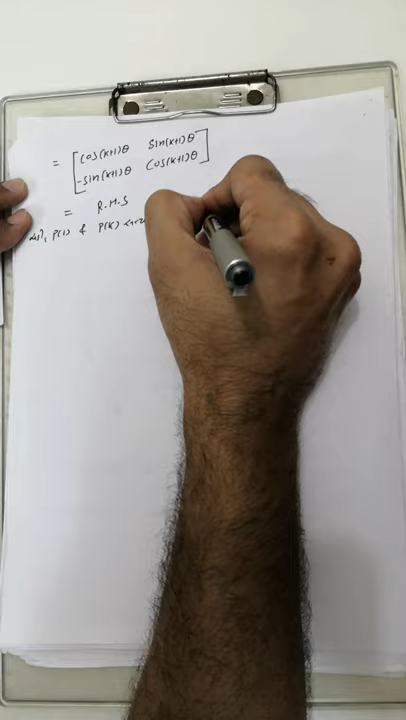 = [cos(k+1)θ sin(k+1)θ
-sin(k+1)θ cos(k+1)θ]
= R.H.S
P(1) & P(k)